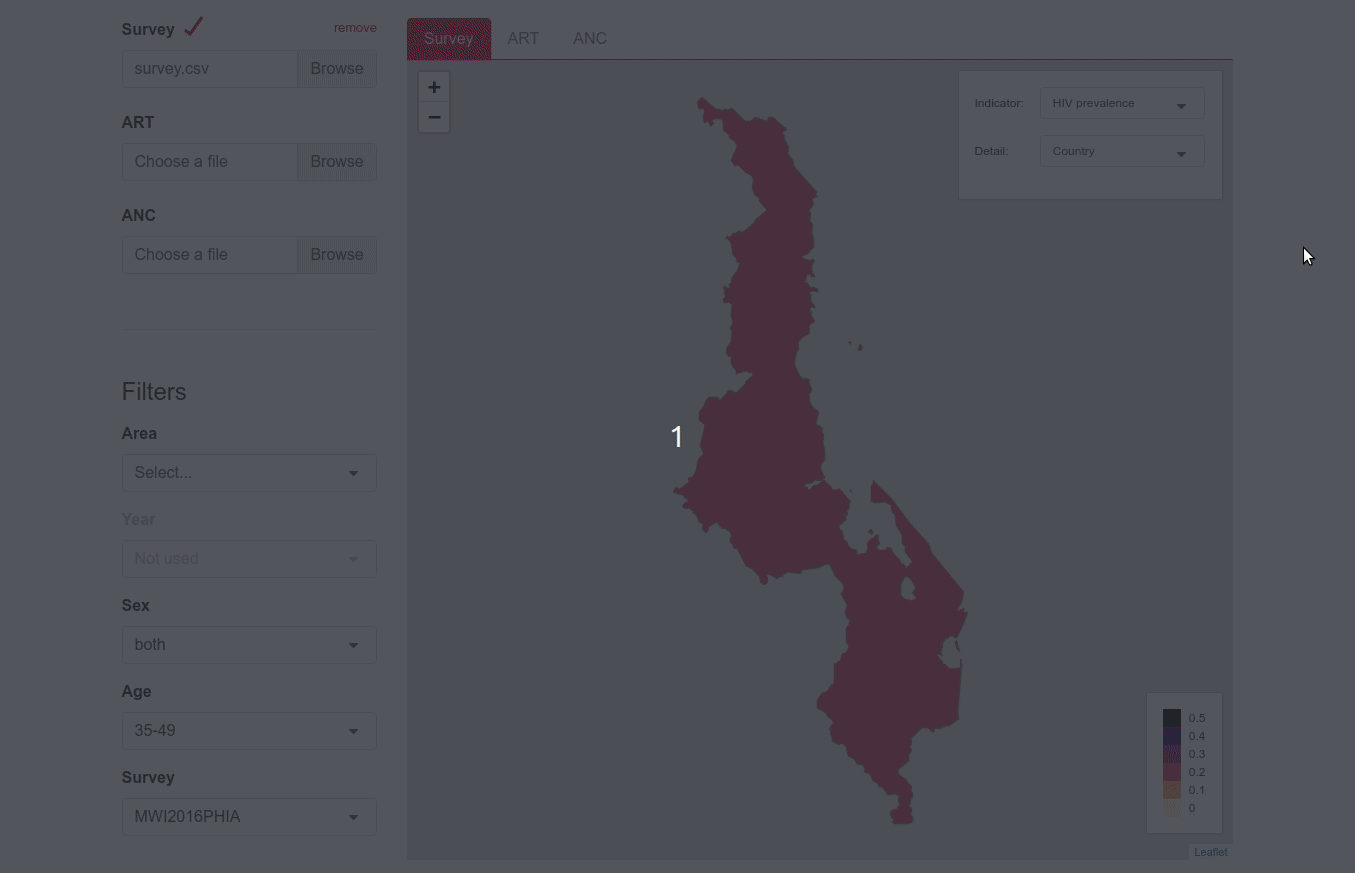 Survey
remove
survey.csv
Browse
ART
Choose a file
Browse
ANC
Choose a file
Browse
Filters
Area
Select...
Year
Not used
Sex
both
Age
35-49
Survey
MWI2016PHIA
Survey
ART
ANC
+
−
Indicator:
HIV prevalence
Detail:
Country
1
0.5
0.4
0.3
0.2
0.1
0
Leaflet